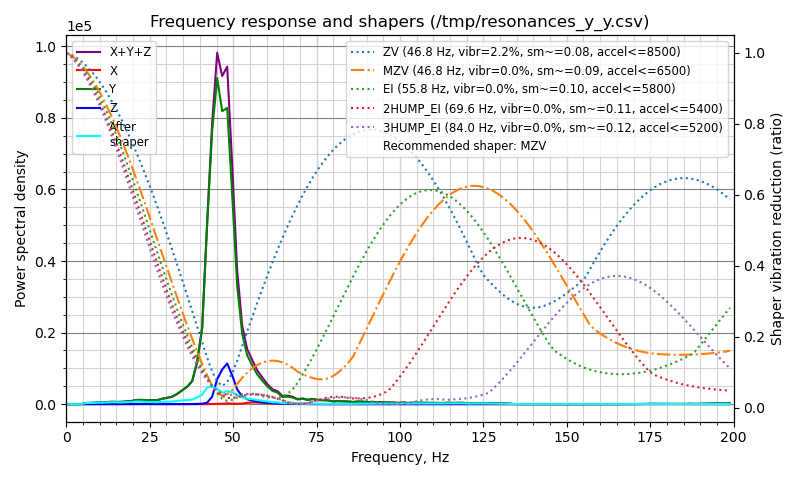 Frequency response and shapers (/tmp/resonances_y_y.csv)
1e5
X+Y+Z
X
Y
Z
After
shaper
ZV (46.8 Hz, vibr=2.2%, sm~=0.08, accel<=8500)
MZV (46.8 Hz, vibr=0.0%, sm~=0.09, accel<=6500)
EI (55.8 Hz, vibr=0.0%, sm~=0.10, accel<=5800)
2HUMP_EI (69.6 Hz, vibr=0.0%, sm~=0.11, accel<=5400)
3HUMP_EI (84.0 Hz, vibr=0.0%, sm~=0.12, accel<=5200)
Recommended shaper: MZV
Power spectral density
1.0
0.8
0.6
0.4
0.2
0.0
Shaper vibration reduction (ratio)
1.0
0.8
0.6
0.4
0.2
0.0
0 25 50 75 100 125 150 175 200
Frequency, Hz